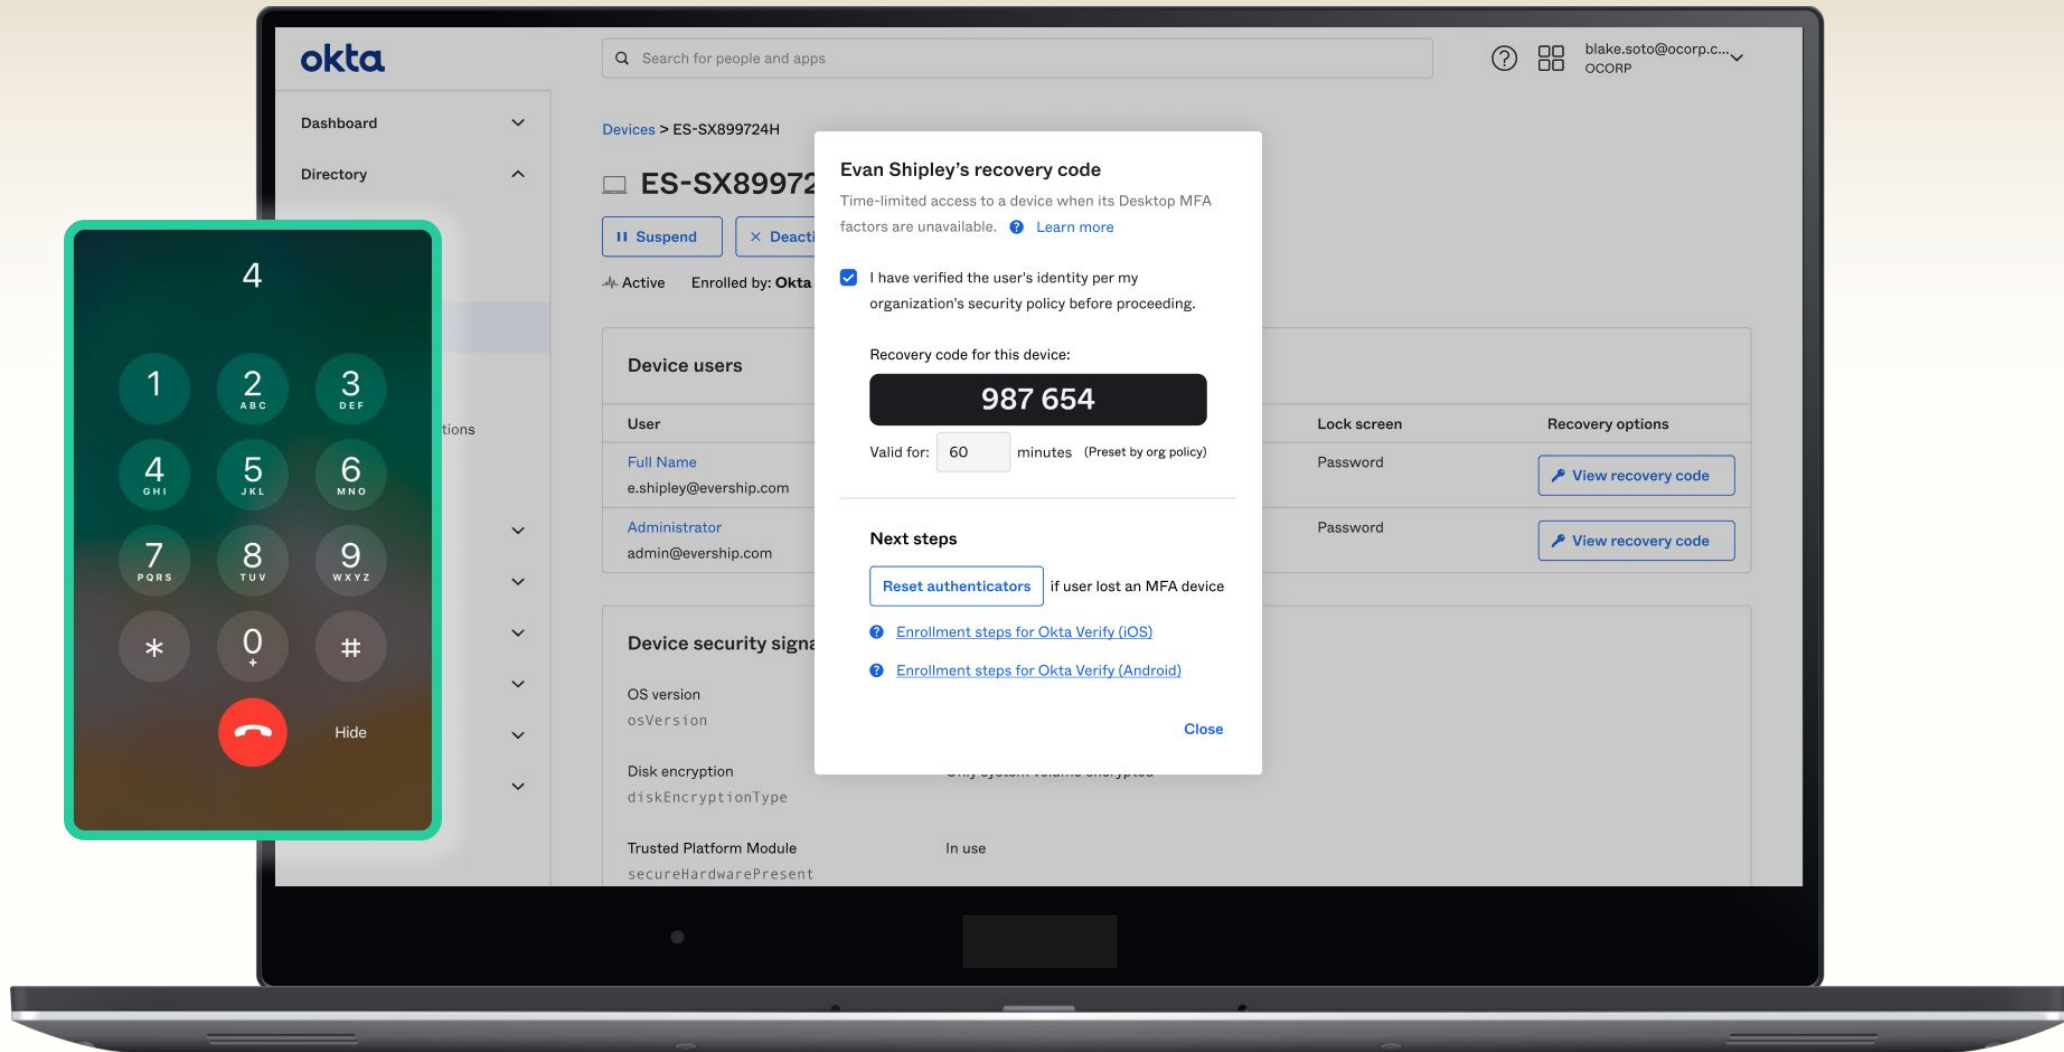 okta
Search for people and apps
blake.soto@ocorp.c...
OCORP
Dashboard
Directory
tions
Devices > ES-SX899724H
ES-SX89972
Suspend
Deacti
Active Enrolled by: Okta
Device users
User Lock screen Recovery options
Full Name Password View recovery code
e.shipley@evership.com
Administrator Password View recovery code
admin@evership.com
Device security signa
OS version
osVersion
Disk encryption
diskEncryptionType
Trusted Platform Module In use
secureHardwarePresent
Evan Shipley's recovery code
Time-limited access to a device when its Desktop MFA
factors are unavailable. Learn more
I have verified the user's identity per my
organization's security policy before proceeding.
Recovery code for this device:
987 654
Valid for: 60 minutes (Preset by org policy)
Next steps
Reset authenticators if user lost an MFA device
Enrollment steps for Okta Verify (iOS)
Enrollment steps for Okta Verify (Android)
Close
4
1 2 3
ABC DEF
4 5 6
GHI JKL MNO
7 8 9
PQRS TUV WXYZ
* 0 #
+
Hide